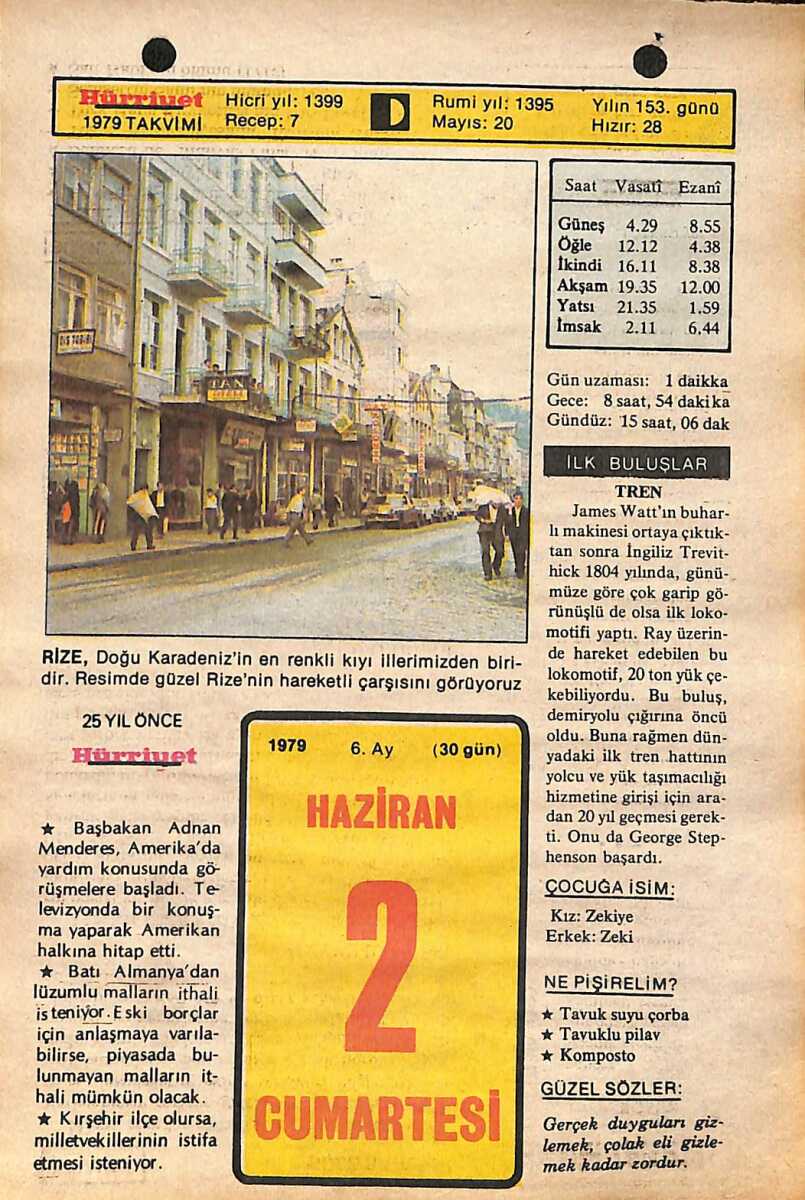 Hürriyet
1979 TAKVİMİ
Hicri yıl: 1399
Recep: 7
Rumi yıl: 1395
Mayıs: 20
Yılın 153. günü
Hızır: 28
Saat Vasatî Ezanî
Güneş 4.29 8.55
Öğle 12.12 4.38
İkindi 16.11 8.38
Akşam 19.35 12.00
Yatsı 21.35 1.59
İmsak 2.11 6,44
Gün uzaması: 1 daikka
Gece: 8 saat, 54 dakika
Gündüz: 15 saat, 06 dak
TAN
RİZE, Doğu Karadeniz'in en renkli kıyı illerimizden biri-
dir. Resimde güzel Rize'nin hareketli çarşısını görüyoruz
İLK BULUŞLAR
TREN
James Watt'ın buhar-
lı makinesi ortaya çıktık-
tan sonra İngiliz Trevit-
hick 1804 yılında, günü-
müze göre çok garip gö-
rünüşlü de olsa ilk loko-
motifi yaptı. Ray üzerin-
de hareket edebilen bu
lokomotif, 20 ton yük çe-
kebiliyordu. Bu buluş,
demiryolu çığırına öncü
oldu. Buna rağmen dün-
yadaki ilk tren hattının
yolcu ve yük taşımacılığı
hizmetine girişi için ara-
dan 20 yıl geçmesi gerek-
ti. Onu da George Step-
henson başardı.
ÇOCUĞA İSİM:
Kız: Zekiye
Erkek: Zeki
NE PİŞİRELİM?
★ Tavuk suyu çorba
★ Tavuklu pilav
★ Komposto
GÜZEL SÖZLER:
Gerçek duyguları giz-
lemek, çolak eli gizle-
mek kadar zordur.
25 YIL ÖNCE
Hürriyet
★ Başbakan Adnan
Menderes, Amerika'da
yardım konusunda gö-
rüşmelere başladı. Te-
levizyonda bir konuş-
ma yaparak Amerikan
halkına hitap etti.
★ Batı Almanya'dan
lüzumlu malların ithali
isteniyor. Eski borçlar
için anlaşmaya varıla-
bilirse, piyasada bu-
lunmayan malların it-
hali mümkün olacak.
★ Kırşehir ilçe olursa,
milletvekillerinin istifa
etmesi isteniyor.
1979 6. Ay (30 gün)
HAZİRAN
2
CUMARTESİ